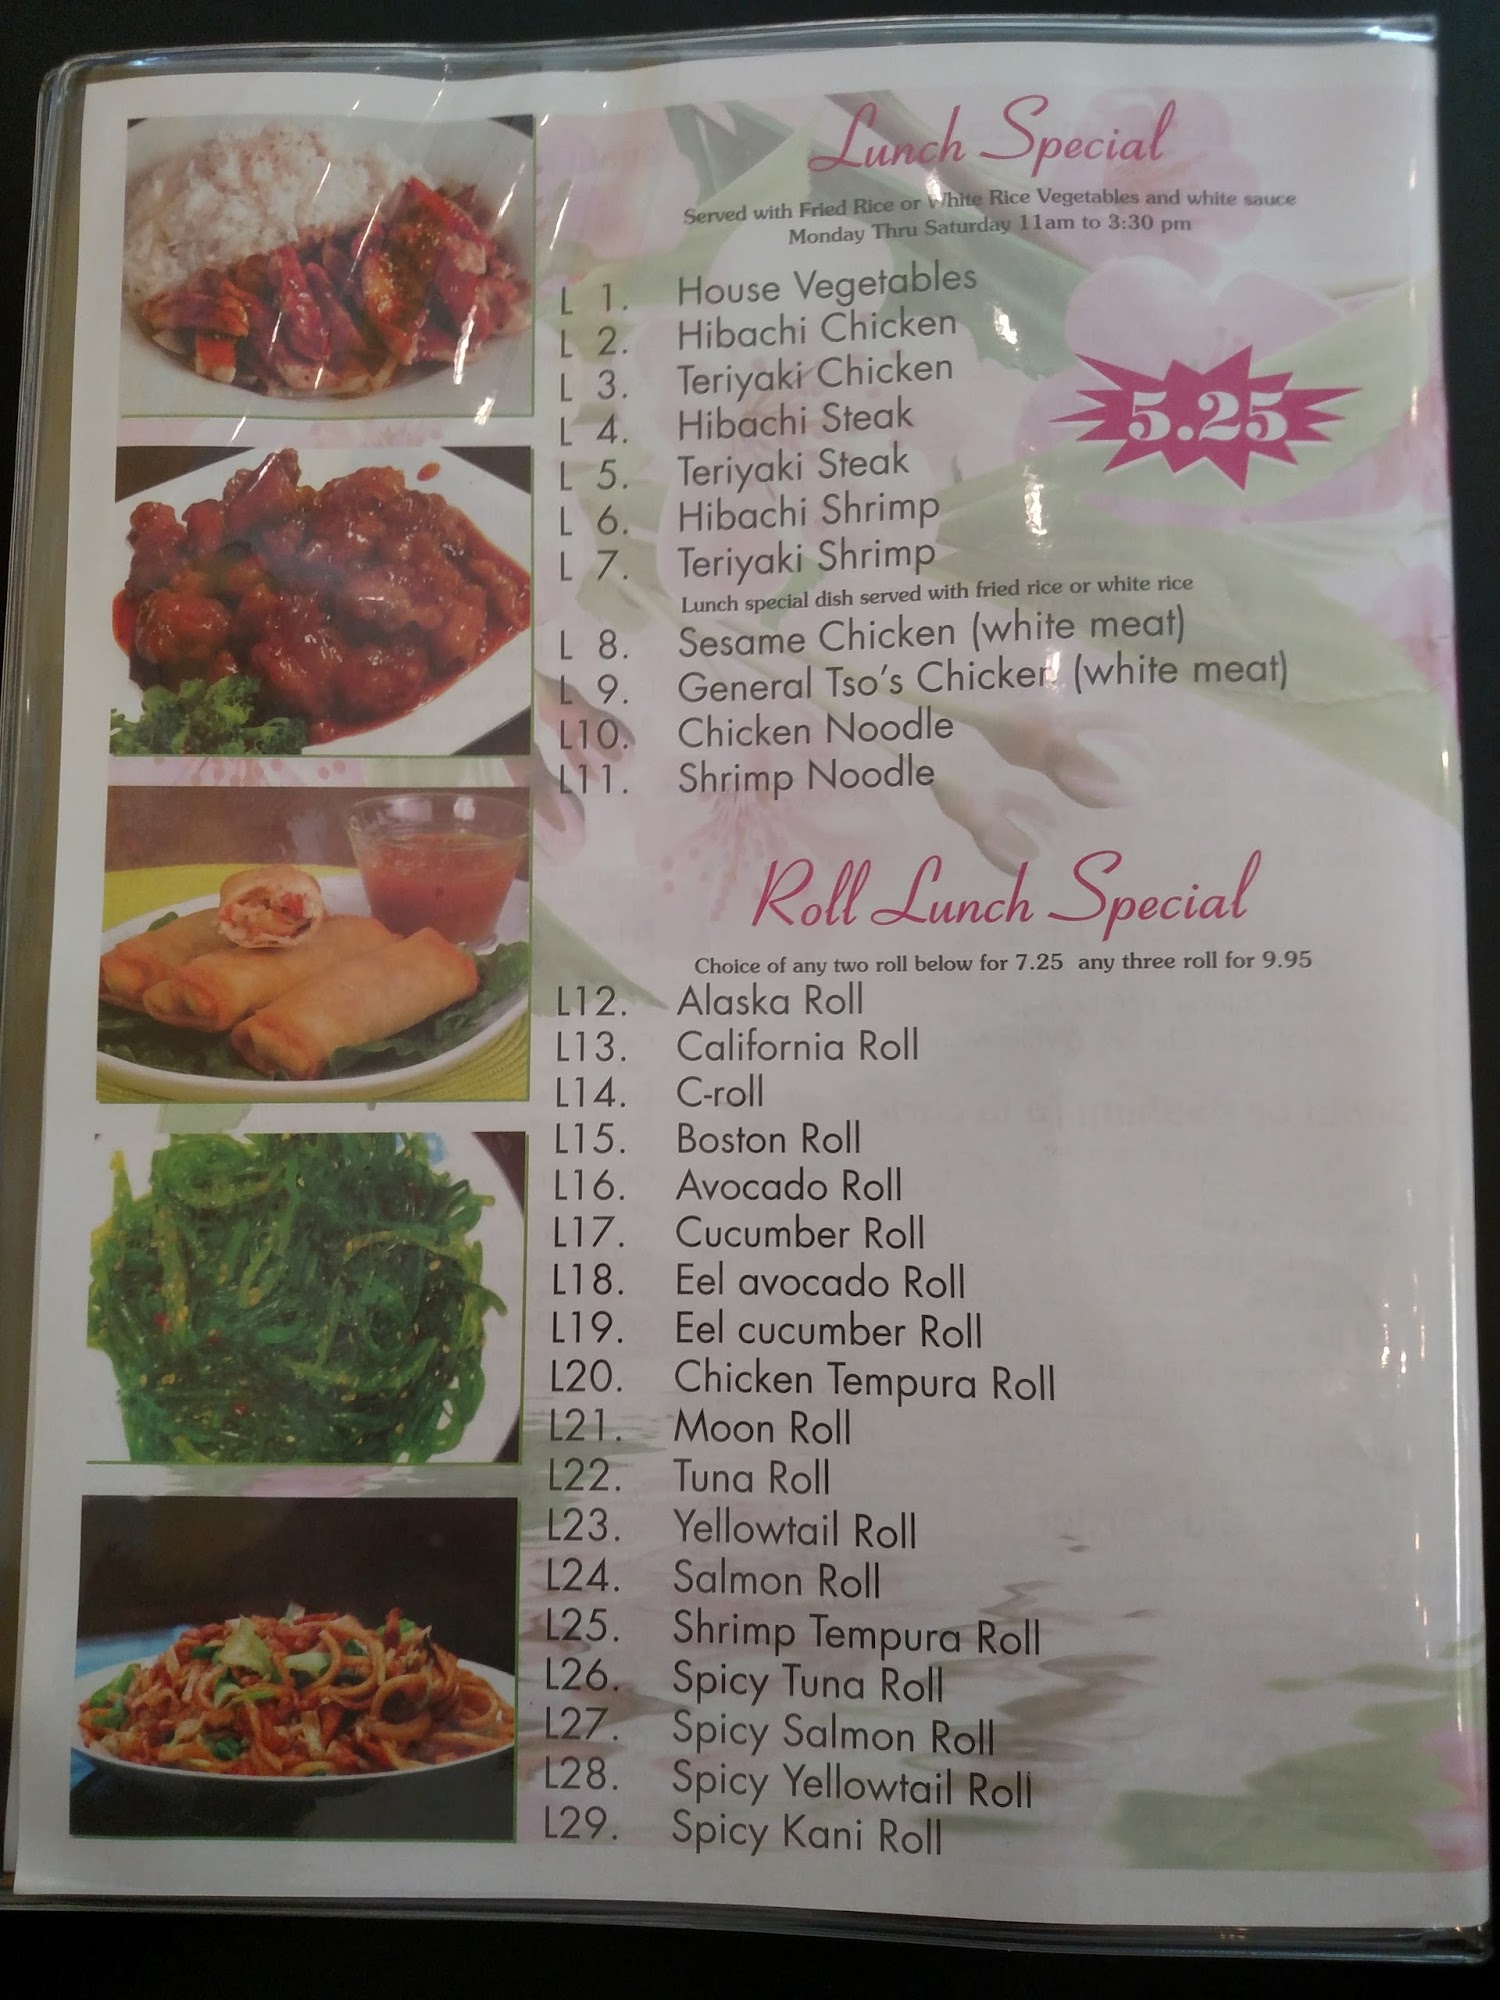 Lunch Special
Served with Fried Rice or White Rice Vegetables and white sauce
Monday Thru Saturday 11am to 3:30 pm
L 1. House Vegetables
L 2. Hibachi Chicken
L 3. Teriyaki Chicken
L 4. Hibachi Steak
L 5. Teriyaki Steak
L 6. Hibachi Shrimp
L 7. Teriyaki Shrimp
5.25
Lunch special dish served with fried rice or white rice
L 8. Sesame Chicken (white meat)
L 9. General Tso's Chicken (white meat)
L10. Chicken Noodle
L11. Shrimp Noodle
Roll Lunch Special
Choice of any two roll below for 7.25 any three roll for 9.95
L12. Alaska Roll
L13. California Roll
L14. C-roll
L15. Boston Roll
L16. Avocado Roll
L17. Cucumber Roll
L18. Eel avocado Roll
L19. Eel cucumber Roll
L20. Chicken Tempura Roll
L21. Moon Roll
L22. Tuna Roll
L23. Yellowtail Roll
L24. Salmon Roll
L25. Shrimp Tempura Roll
L26. Spicy Tuna Roll
L27. Spicy Salmon Roll
L28. Spicy Yellowtail Roll
L29. Spicy Kani Roll